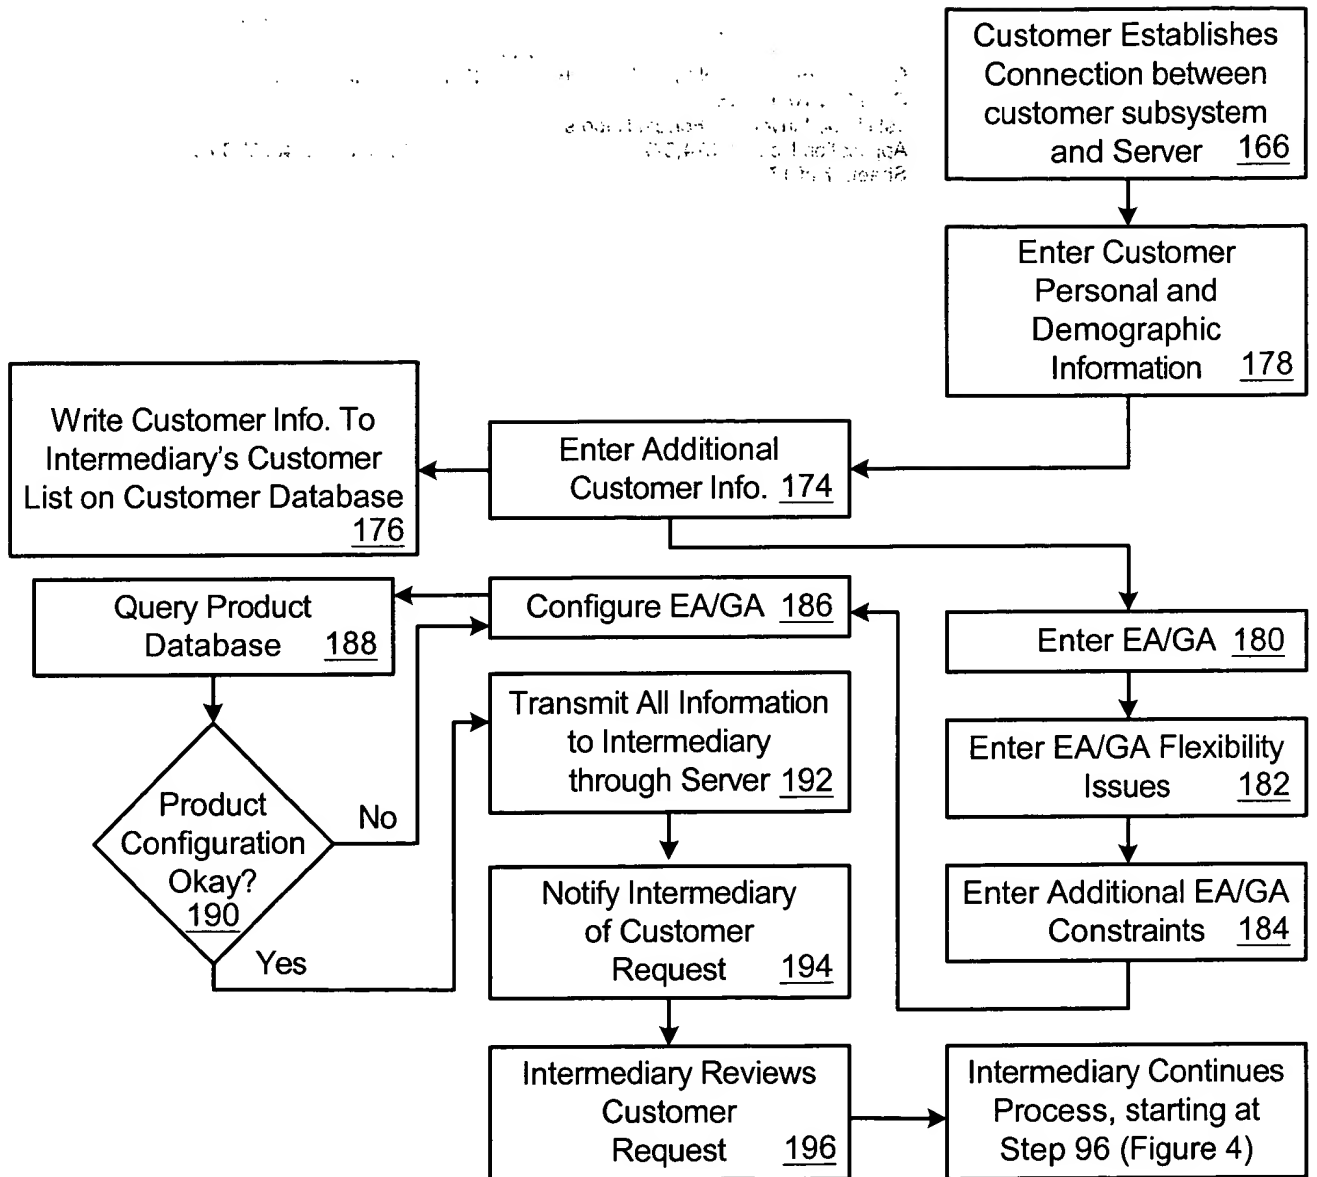 Customer Establishes
Connection between
customer subsystem
and Server 166
Enter Customer
Personal and
Demographic
Information 178
Write Customer Info. To
Intermediary's Customer
List on Customer Database
176
Enter Additional
Customer Info. 174
Query Product
Database 188
Configure EA/GA 186
Enter EA/GA 180
Transmit All Information
to Intermediary
through Server 192
Enter EA/GA Flexibility
Issues 182
Product
Configuration
Okay?
190
No
Yes
Notify Intermediary
of Customer
Request 194
Enter Additional EA/GA
Constraints 184
Intermediary Reviews
Customer
Request 196
Intermediary Continues
Process, starting at
Step 96 (Figure 4)